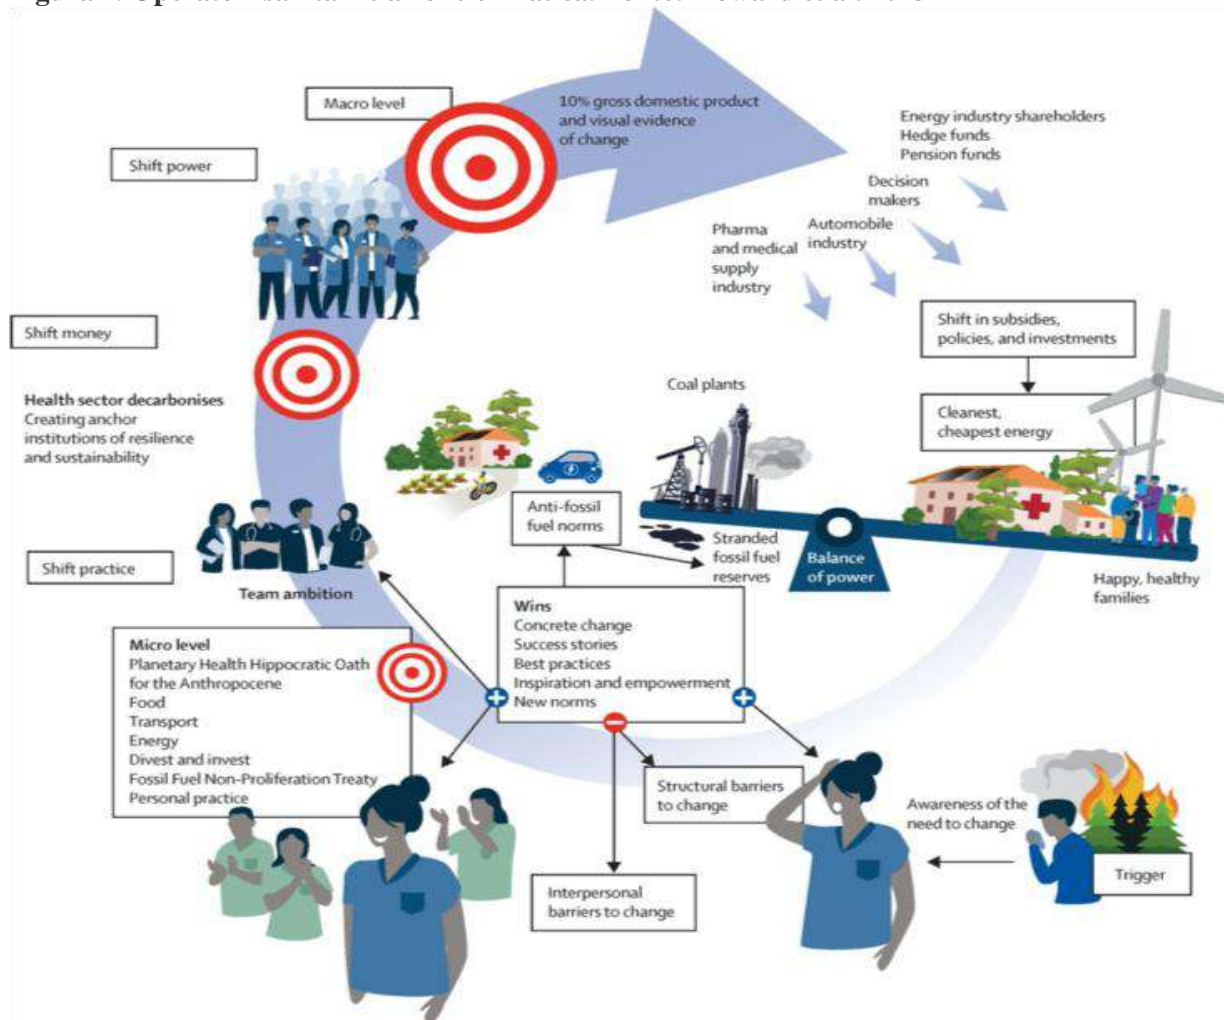 Macro level
10% gross domestic product
and visual evidence
of change
Energy industry shareholders
Hedge funds
Pension funds
Shift power
Decision
makers
Automobile
industry
Pharma
and medical
supply
industry
Shift money
Shift in subsidies,
policies, and investments
Health sector decarbonises
Creating anchor
institutions of resilience
and sustainability
Coal plants
Cleanest,
cheapest energy
Anti-fossil
fuel norms
Stranded
fossil fuel
reserves
Balance
of power
Happy, healthy
families
Shift practice
Team ambition
Wins
Concrete change
Success stories
Best practices
Inspiration and empowerment
New norms
Micro level
Planetary Health Hippocratic Oath
for the Anthropocene
Food
Transport
Energy
Divest and invest
Fossil Fuel Non-Proliferation Treaty
Personal practice
Structural barriers
to change
Awareness of the
need to change
Trigger
Interpersonal
barriers to change